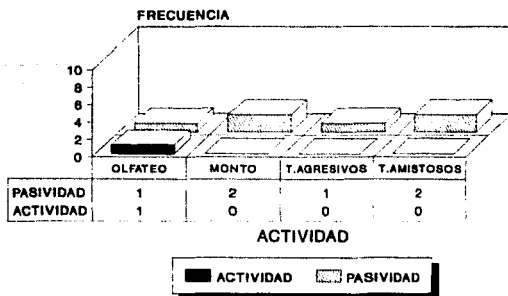 FRECUENCIA
10
8
6
4
2
0
OLFATEO MONTO T.AGRESIVOS T.AMISTOSOS
PASIVIDAD 1 2 1 2
ACTIVIDAD 1 0 0 0
ACTIVIDAD
ACTIVIDAD PASIVIDAD